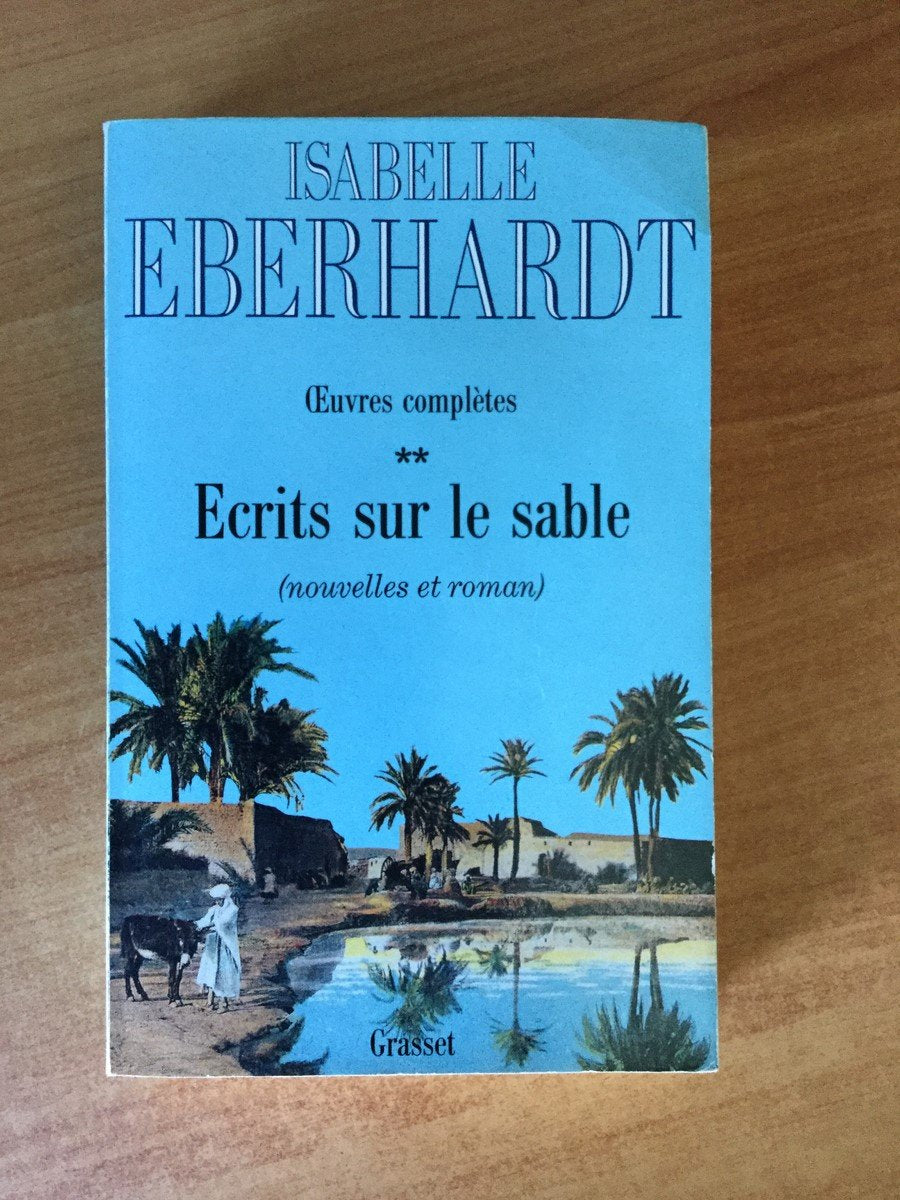 ISABELLE
EBERHARDT
Œuvres complètes
**
Ecrits sur le sable
(nouvelles et roman)
Grasset